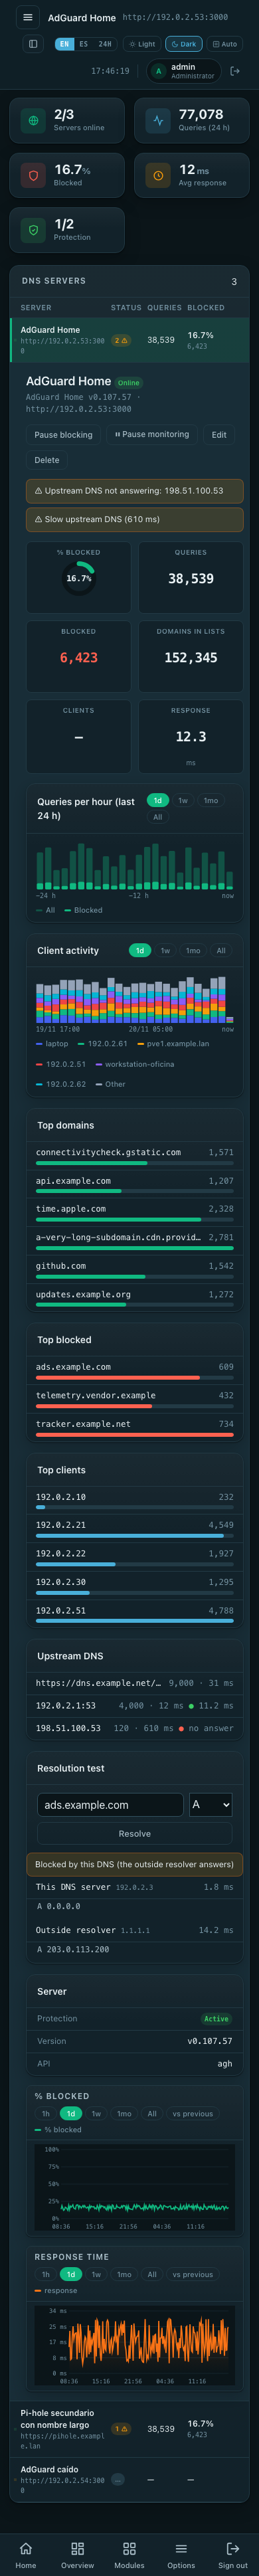 AdGuard Home http://192.0.2.53:3000
EN ES 24H Light Dark Auto
17:46:19 A admin
Administrator
2/3
Servers online
77,078
Queries (24 h)
16.7%
Blocked
12 ms
Avg response
1/2
Protection
DNS SERVERS 3
SERVER STATUS QUERIES BLOCKED
AdGuard Home
http://192.0.2.53:300
0
2
38,539
16.7%
6,423
AdGuard Home Online
AdGuard Home v0.107.57 ·
http://192.0.2.53:3000
Pause blocking Pause monitoring Edit
Delete
Upstream DNS not answering: 198.51.100.53
Slow upstream DNS (610 ms)
% BLOCKED
16.7%
QUERIES
38,539
BLOCKED
6,423
DOMAINS IN LISTS
152,345
CLIENTS
—
RESPONSE
12.3
ms
Queries per hour (last
24 h)
1d 1w 1mo
All
−24 h −12 h now
All Blocked
Client activity 1d 1w 1mo All
19/11 17:00 20/11 05:00 now
laptop 192.0.2.61 pve1.example.lan
192.0.2.51 workstation-oficina
192.0.2.62 Other
Top domains
connectivitycheck.gstatic.com 1,571
api.example.com 1,207
time.apple.com 2,328
a-very-long-subdomain.cdn.provid… 2,781
github.com 1,542
updates.example.org 1,272
Top blocked
ads.example.com 609
telemetry.vendor.example 432
tracker.example.net 734
Top clients
192.0.2.10 232
192.0.2.21 4,549
192.0.2.22 1,927
192.0.2.30 1,295
192.0.2.51 4,788
Upstream DNS
https://dns.example.net/… 9,000 · 31 ms
192.0.2.1:53 4,000 · 12 ms 11.2 ms
198.51.100.53 120 · 610 ms no answer
Resolution test
ads.example.com A
Resolve
Blocked by this DNS (the outside resolver answers)
This DNS server 192.0.2.3 1.8 ms
A 0.0.0.0
Outside resolver 1.1.1.1 14.2 ms
A 203.0.113.200
Server
Protection Active
Version v0.107.57
API agh
% BLOCKED
1h 1d 1w 1mo All vs previous
% blocked
100%
75%
50%
25%
0%
08:36 15:16 21:56 04:36 11:16
RESPONSE TIME
1h 1d 1w 1mo All vs previous
response
34 ms
25 ms
17 ms
8 ms
0 ms
08:36 15:16 21:56 04:36 11:16
Pi-hole secundario
con nombre largo
https://pihole.exampl
e.lan
1
38,539
16.7%
6,423
AdGuard caído
http://192.0.2.54:300
0
…
—
—
Home Overview Modules Options Sign out